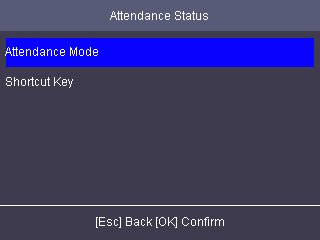 Attendance Status
Attendance Mode
Shortcut Key
[Esc] Back [OK] Confirm